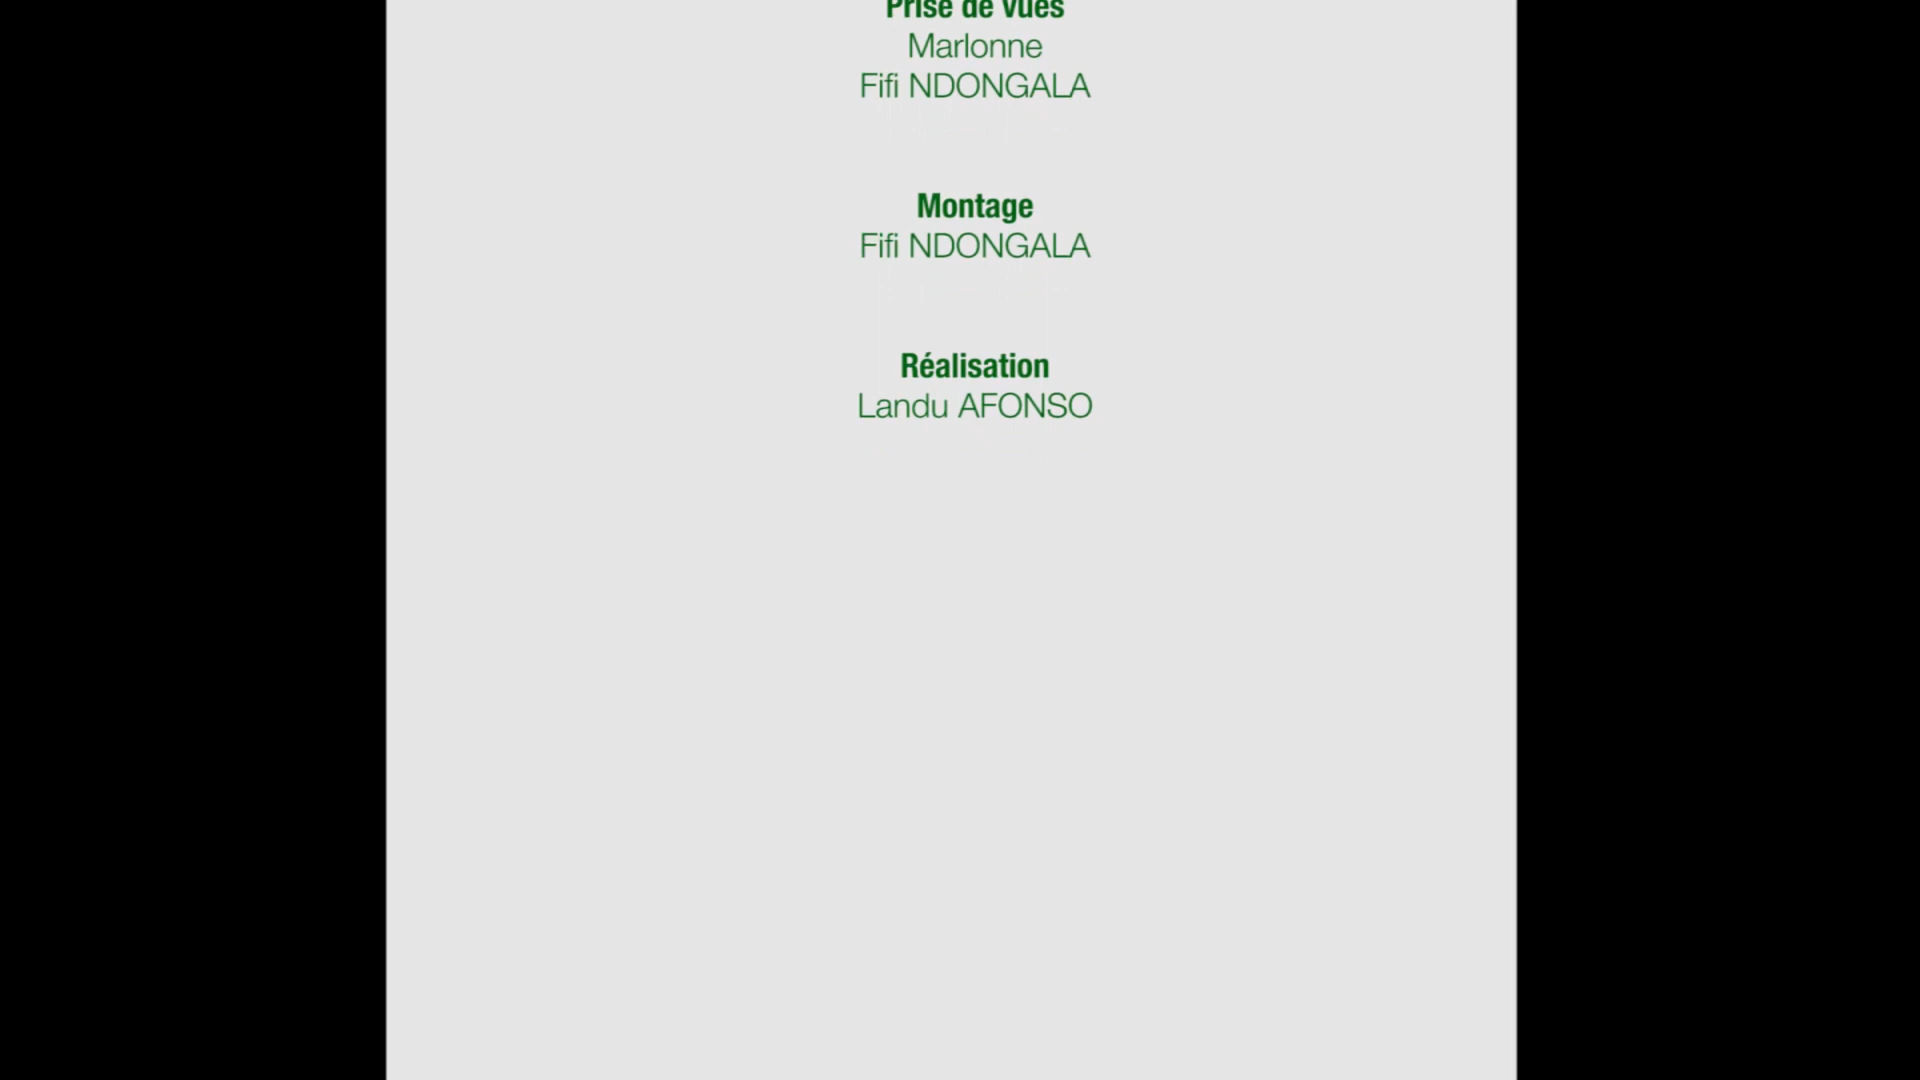 Prise de vues
Marlonne
Fifi NDONGALA
Montage
Fifi NDONGALA
Réalisation
Landu AFONSO